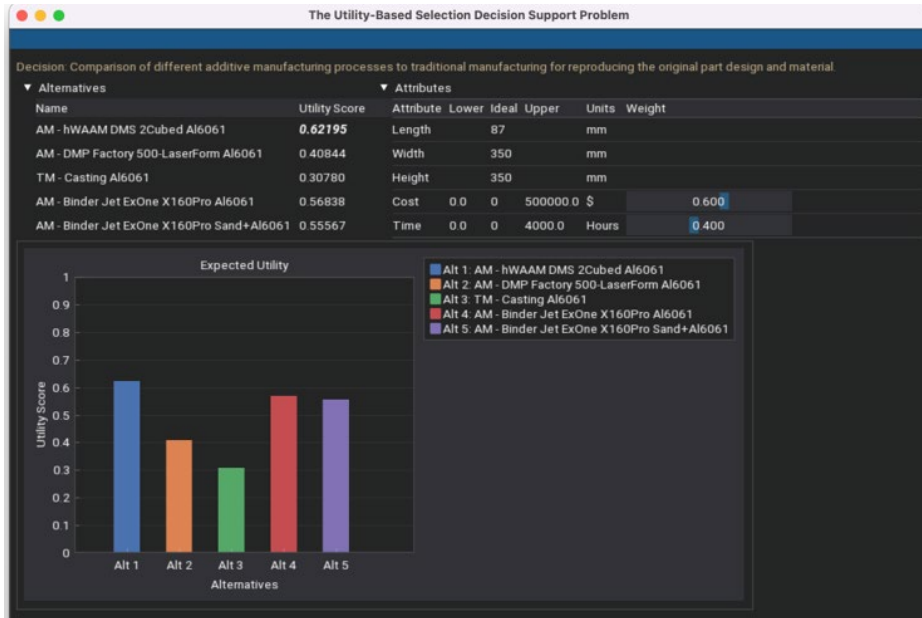 The Utility-Based Selection Decision Support Problem
Decision: Comparison of different additive manufacturing processes to traditional manufacturing for reproducing the original part design and material.
▼ Alternatives
Name Utility Score
AM - hWAAM DMS 2Cubed Al6061 0.62195
AM - DMP Factory 500-LaserForm Al6061 0.40844
TM - Casting Al6061 0.30780
AM - Binder Jet ExOne X160Pro Al6061 0.56838
AM - Binder Jet ExOne X160Pro Sand+Al6061 0.55567
▼ Attributes
Attribute Lower Ideal Upper Units Weight
Length 87 mm
Width 350 mm
Height 350 mm
Cost 0.0 0 500000.0 $ 0.600
Time 0.0 0 4000.0 Hours 0.400
Expected Utility
Utility Score
1
0.9
0.8
0.7
0.6
0.5
0.4
0.3
0.2
0.1
0
Alt 1 Alt 2 Alt 3 Alt 4 Alt 5
Alternatives
Alt 1: AM - hWAAM DMS 2Cubed Al6061
Alt 2: AM - DMP Factory 500-LaserForm Al6061
Alt 3: TM - Casting Al6061
Alt 4: AM - Binder Jet ExOne X160Pro Al6061
Alt 5: AM - Binder Jet ExOne X160Pro Sand+Al6061